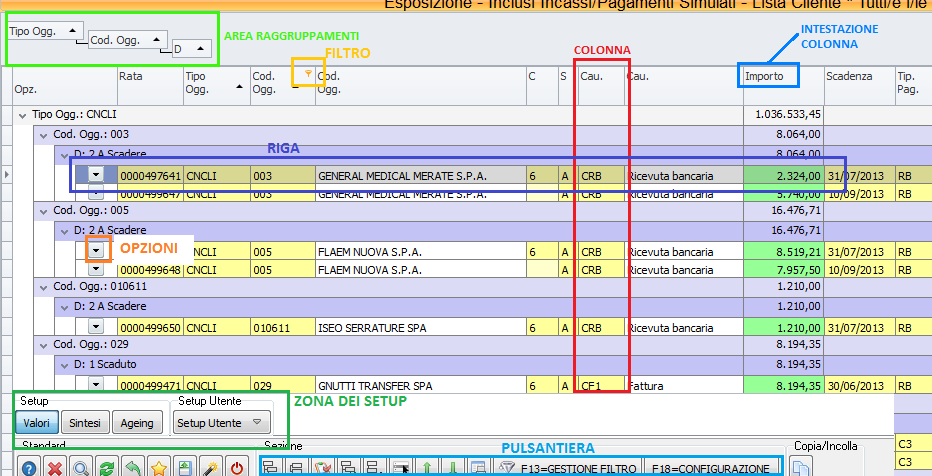 Esposizione - Inclusi Incassi/Pagamenti Simulati - Lista Cliente * Tutti/e i/le
Tipo Ogg.
Cod. Ogg.
D
AREA RAGGRUPPAMENTI
FILTRO
COLONNA
INTESTAZIONE
COLONNA
Opz. Rata Tipo Ogg. Cod. Ogg. Cod. Ogg. C S Cau. Cau. Importo Scadenza Tip. Pag.
Tipo Ogg.: CNCLI 1.036.533,45
Cod. Ogg.: 003 8.064,00
D: 2 A Scadere 8.064,00
RIGA
0000497641 CNCLI 003 GENERAL MEDICAL MERATE S.P.A. 6 A CRB Ricevuta bancaria 2.324,00 31/07/2013 RB
0000499647 CNCLI 003 GENERAL MEDICAL MERATE S.P.A. A CRB Ricevuta bancaria 5.740,00 10/09/2013 RB
Cod. Ogg.: 005 16.476,71
D: 2 A Scadere 16.476,71
OPZIONI
NCLI 005 FLAEM NUOVA S.P.A. 6 A CRB Ricevuta bancaria 8.519,21 31/07/2013 RB
0000499648 CNCLI 005 FLAEM NUOVA S.P.A. A CRB Ricevuta bancaria 7.957,50 10/09/2013 RB
Cod. Ogg.: 010611 1.210,00
D: 2 A Scadere 1.210,00
0000499650 CNCLI 010611 ISEO SERRATURE SPA 6 A CRB Ricevuta bancaria 1.210,00 31/07/2013 RB
Cod. Ogg.: 029 8.194,35
D: 1 Scaduto 8.194,35
0000499471 CNCLI 029 GNUTTI TRANSFER SPA 6 A CF1 Fattura 8.194,35 30/06/2013 RB
Setup Setup Utente
ZONA DEI SETUP
Valori Sintesi Ageing Setup Utente
Standard Sezione PULSANTIERA Copia/Incolla
C3
C3
F13=GESTIONE FILTRO F18=CONFIGURAZIONE